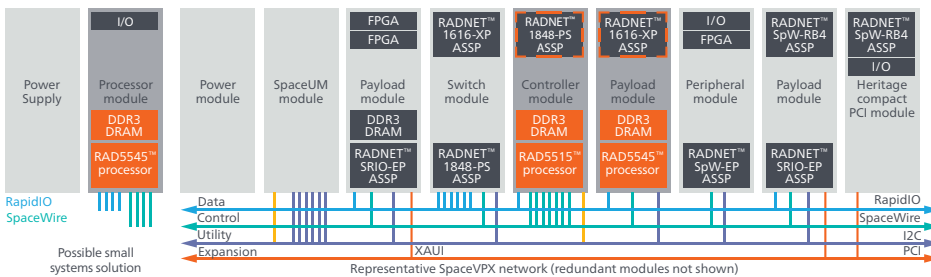 I/O
Power
Supply
Processor
module
DDR3
DRAM
RAD5545™
processor
RapidIO
SpaceWire
Possible small
systems solution
Power
module
SpaceUM
module
FPGA
FPGA
Payload
module
DDR3
DRAM
RADNET™
SRIO-EP
ASSP
RADNET™
1616-XP
ASSP
Switch
module
RADNET™
1848-PS
ASSP
RADNET™
1848-PS
ASSP
Controller
module
DDR3
DRAM
RAD5515™
processor
RADNET™
1616-XP
ASSP
Payload
module
DDR3
DRAM
RAD5545™
processor
I/O
FPGA
Peripheral
module
RADNET™
SpW-EP
ASSP
RADNET™
SpW-RB4
ASSP
Payload
module
RADNET™
SRIO-EP
ASSP
RADNET™
SpW-RB4
ASSP
I/O
Heritage
compact
PCI module
Data
RapidIO
Control
SpaceWire
Utility
I2C
Expansion
XAUI
PCI
Representative SpaceVPX network (redundant modules not shown)